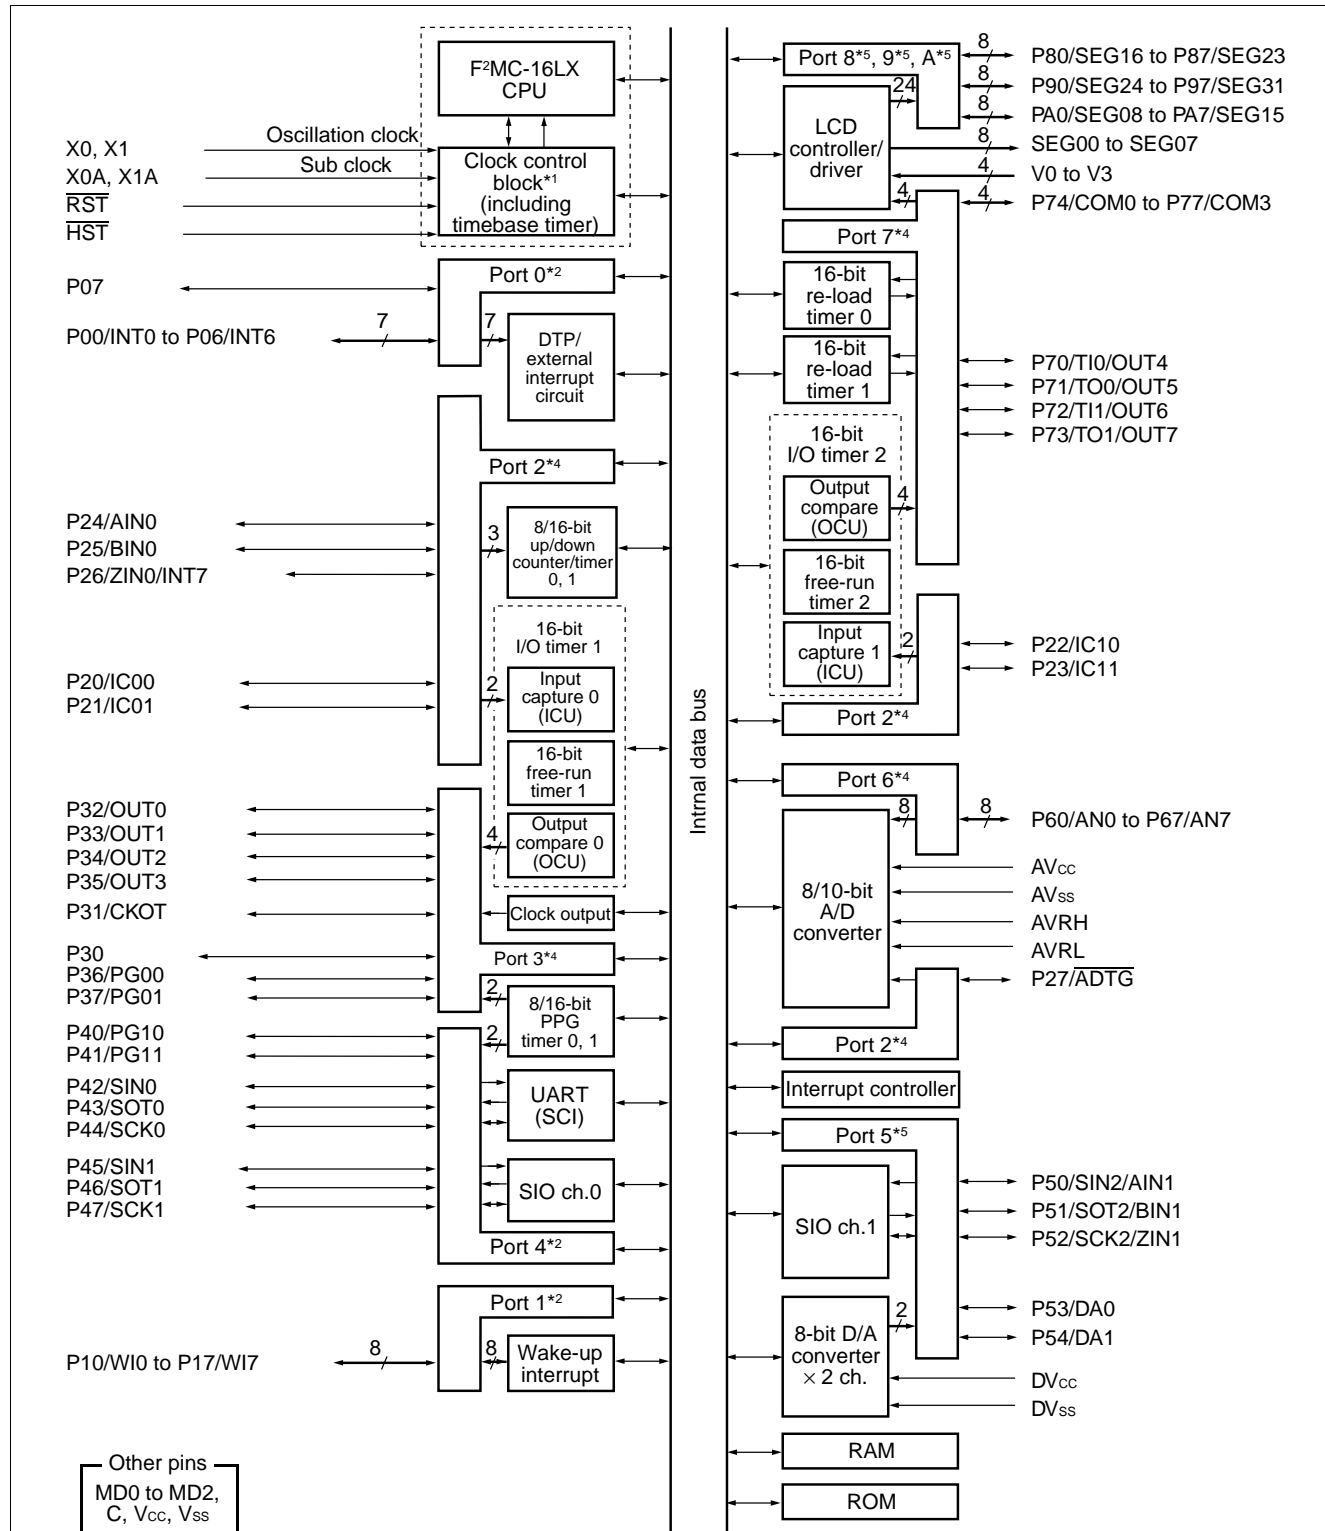 F²MC-16LX
CPU
Oscillation clock
X0, X1
Sub clock
X0A, X1A
RST
HST
Clock control
block*1
(including
timebase timer)
Port 0*2
P07
P00/INT0 to P06/INT6
7
7
DTP/
external
interrupt
circuit
Port 2*4
P24/AIN0
P25/BIN0
P26/ZIN0/INT7
3
8/16-bit
up/down
counter/timer
0, 1
16-bit
I/O timer 1
P20/IC00
P21/IC01
2
Input
capture 0
(ICU)
16-bit
free-run
timer 1
P32/OUT0
P33/OUT1
P34/OUT2
P35/OUT3
4
Output
compare 0
(OCU)
P31/CKOT
Clock output
P30
Port 3*4
P36/PG00
P37/PG01
2
8/16-bit
PPG
timer 0, 1
P40/PG10
P41/PG11
2
P42/SIN0
P43/SOT0
P44/SCK0
UART
(SCI)
P45/SIN1
P46/SOT1
P47/SCK1
SIO ch.0
Port 4*2
Port 1*2
P10/WI0 to P17/WI7
8
8
Wake-up
interrupt
Other pins
MD0 to MD2,
C, Vcc, Vss
Intrnal data bus
Port 8*5, 9*5, A*5
8
P80/SEG16 to P87/SEG23
8
P90/SEG24 to P97/SEG31
24
8
PA0/SEG08 to PA7/SEG15
LCD
controller/
driver
8
SEG00 to SEG07
4
V0 to V3
4
4
P74/COM0 to P77/COM3
Port 7*4
16-bit
re-load
timer 0
16-bit
re-load
timer 1
P70/TI0/OUT4
P71/TO0/OUT5
P72/TI1/OUT6
P73/TO1/OUT7
16-bit
I/O timer 2
Output
compare
(OCU)
4
16-bit
free-run
timer 2
Input
capture 1
(ICU)
2
P22/IC10
P23/IC11
Port 2*4
Port 6*4
8
8
P60/AN0 to P67/AN7
8/10-bit
A/D
converter
AVcc
AVss
AVRH
AVRL
P27/ADTG
Port 2*4
Interrupt controller
Port 5*5
SIO ch.1
P50/SIN2/AIN1
P51/SOT2/BIN1
P52/SCK2/ZIN1
8-bit D/A
converter
× 2 ch.
2
P53/DA0
P54/DA1
DVcc
DVss
RAM
ROM